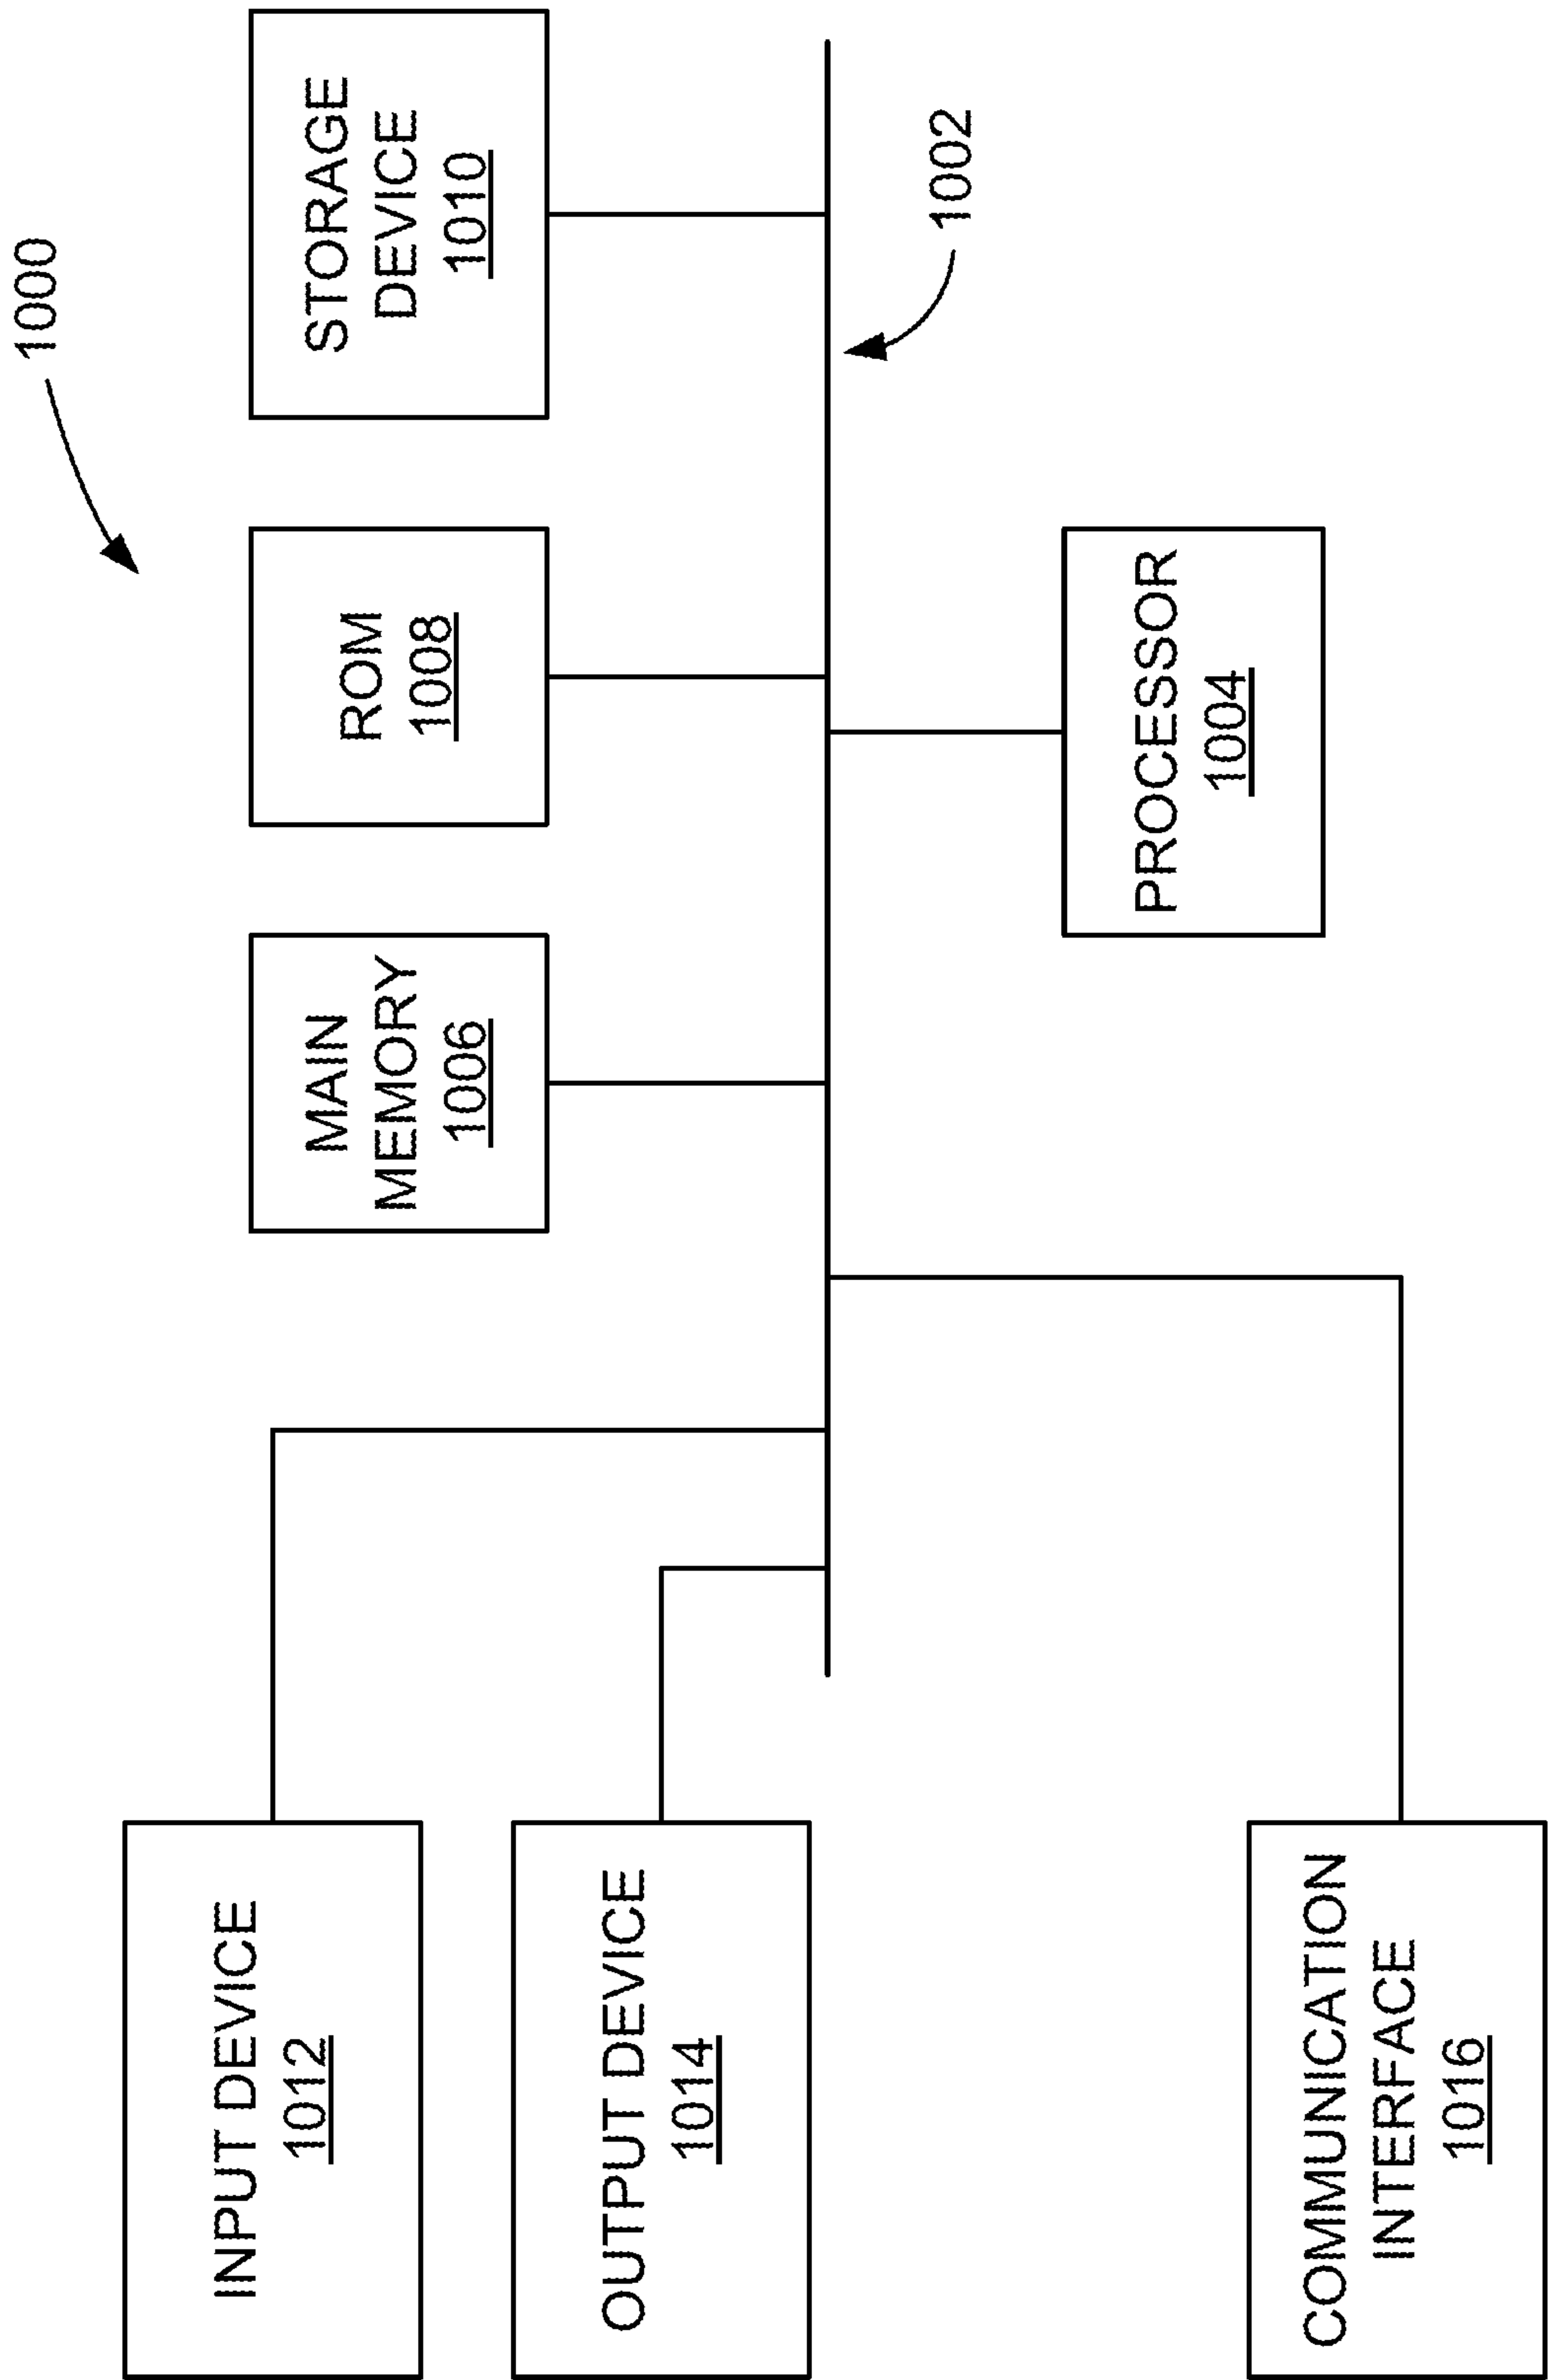 1000
MAIN
MEMORY
1006
ROM
1008
STORAGE
DEVICE
1010
INPUT DEVICE
1012
OUTPUT DEVICE
1014
1002
PROCESSOR
1004
COMMUNICATION
INTERFACE
1016